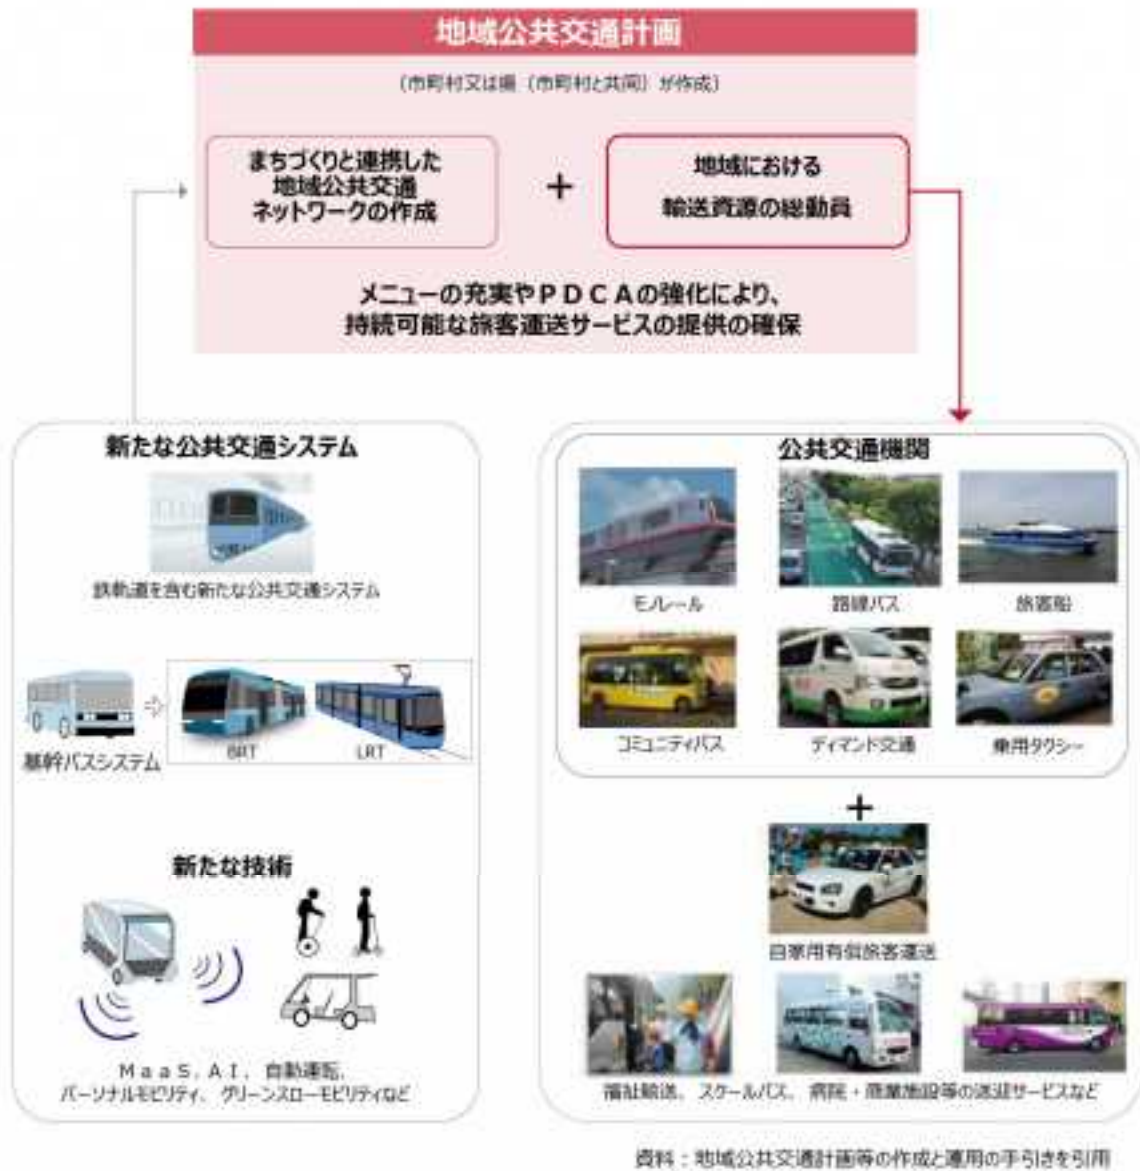 地域公共交通計画
(市町村又は県 (市町村と共同) が作成)
まちづくりと連携した
地域公共交通
ネットワークの作成
+
地域における
輸送資源の総動員
メニューの充実やPDCAの強化により、
持続可能な旅客運送サービスの提供の確保
新たな公共交通システム
鉄軌道を含む新たな公共交通システム
基幹バスシステム
BRT
LRT
新たな技術
MaaS、AI、自動運転、
パーソナルモビリティ、グリーンスローモビリティなど
公共交通機関
モノレール
路線バス
旅客船
コミュニティバス
ディマンド交通
乗用タクシー
+
自家用有償旅客運送
福祉輸送、スクールバス、病院・商業施設等の送迎サービスなど
資料:地域公共交通計画等の作成と運用の手引きを引用